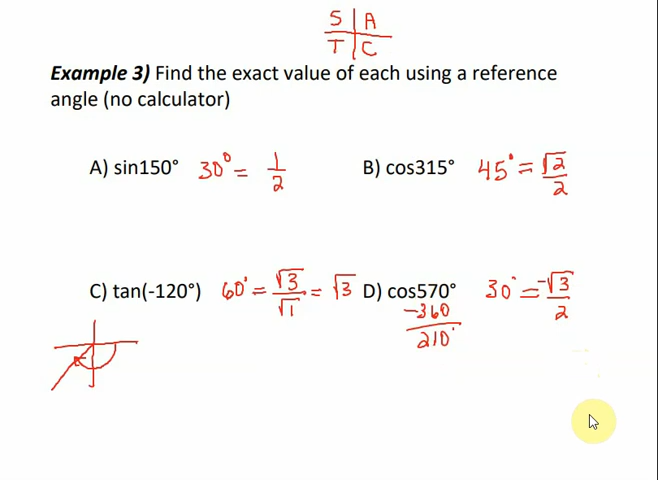 S A
T C
Example 3) Find the exact value of each using a reference
angle (no calculator)
A) sin150° 30° = 1/2
B) cos315° 45° = √2/2
C) tan(-120°) 60° = √3/√1 = √3
D) cos570° 30° = -√3/2
-360
210°